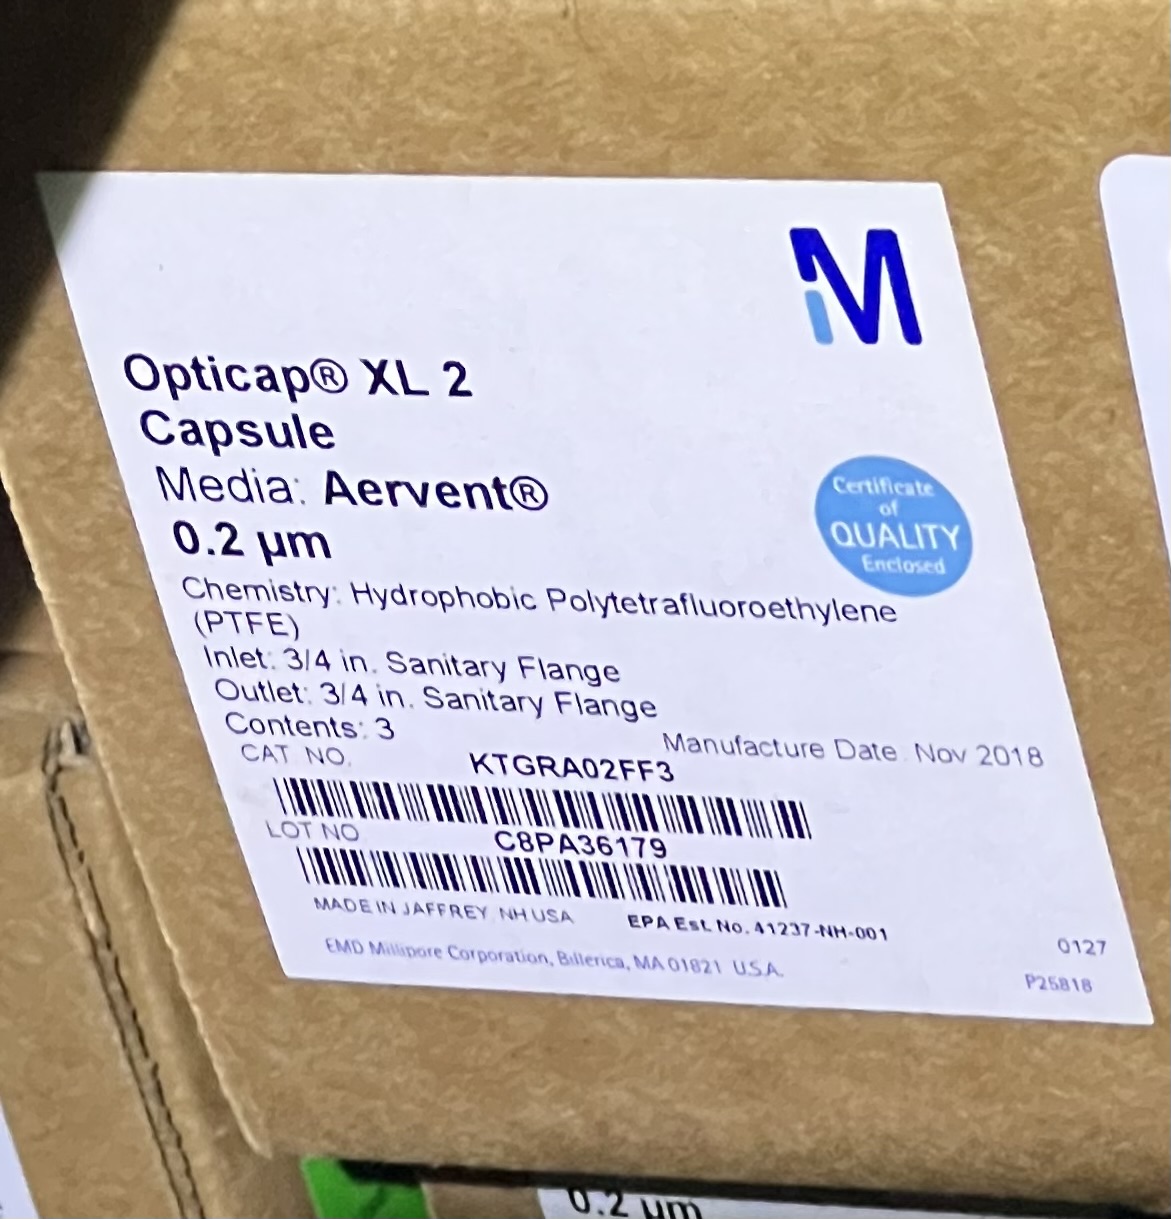 M
Opticap® XL 2
Capsule
Media: Aervent®
0.2 µm
Certificate
of
QUALITY
Enclosed
Chemistry: Hydrophobic Polytetrafluoroethylene
(PTFE)
Inlet: 3/4 in. Sanitary Flange
Outlet: 3/4 in. Sanitary Flange
Contents: 3
Manufacture Date: Nov 2018
CAT. NO. KTGRA02FF3
LOT NO. C8PA36179
MADE IN JAFFREY, NH USA EPA Est. No. 41237-NH-001
0127
EMD Millipore Corporation, Billerica, MA 01821 U.S.A.
P25818
0.2 µm